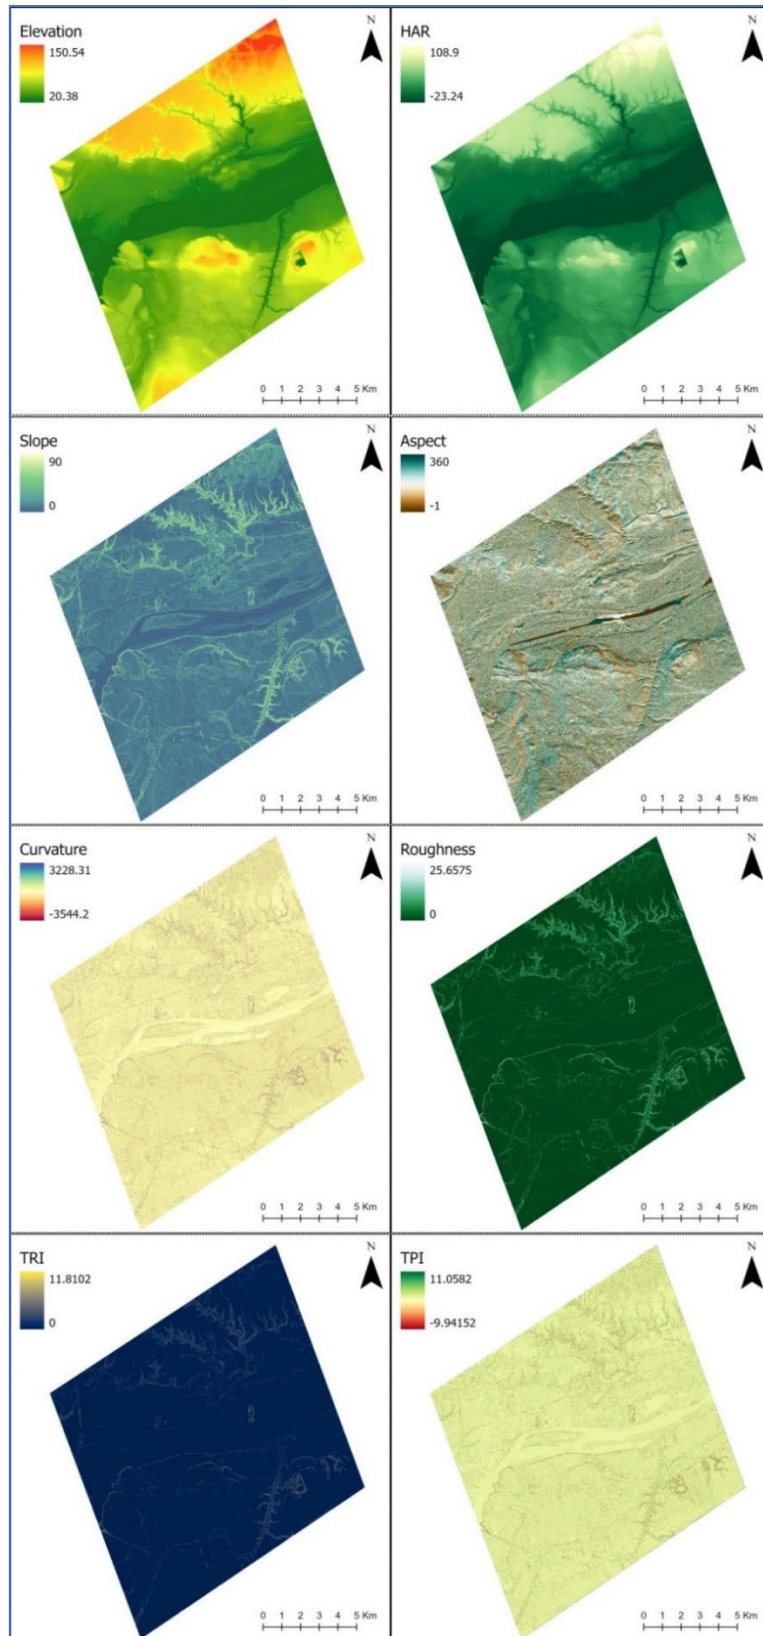 Elevation
150.54
20.38
N
0 1 2 3 4 5 Km
HAR
108.9
-23.24
N
0 1 2 3 4 5 Km
Slope
90
0
N
0 1 2 3 4 5 Km
Aspect
360
-1
N
0 1 2 3 4 5 Km
Curvature
3228.31
-3544.2
N
0 1 2 3 4 5 Km
Roughness
25.6575
0
N
0 1 2 3 4 5 Km
TRI
11.8102
0
N
0 1 2 3 4 5 Km
TPI
11.0582
-9.94152
N
0 1 2 3 4 5 Km